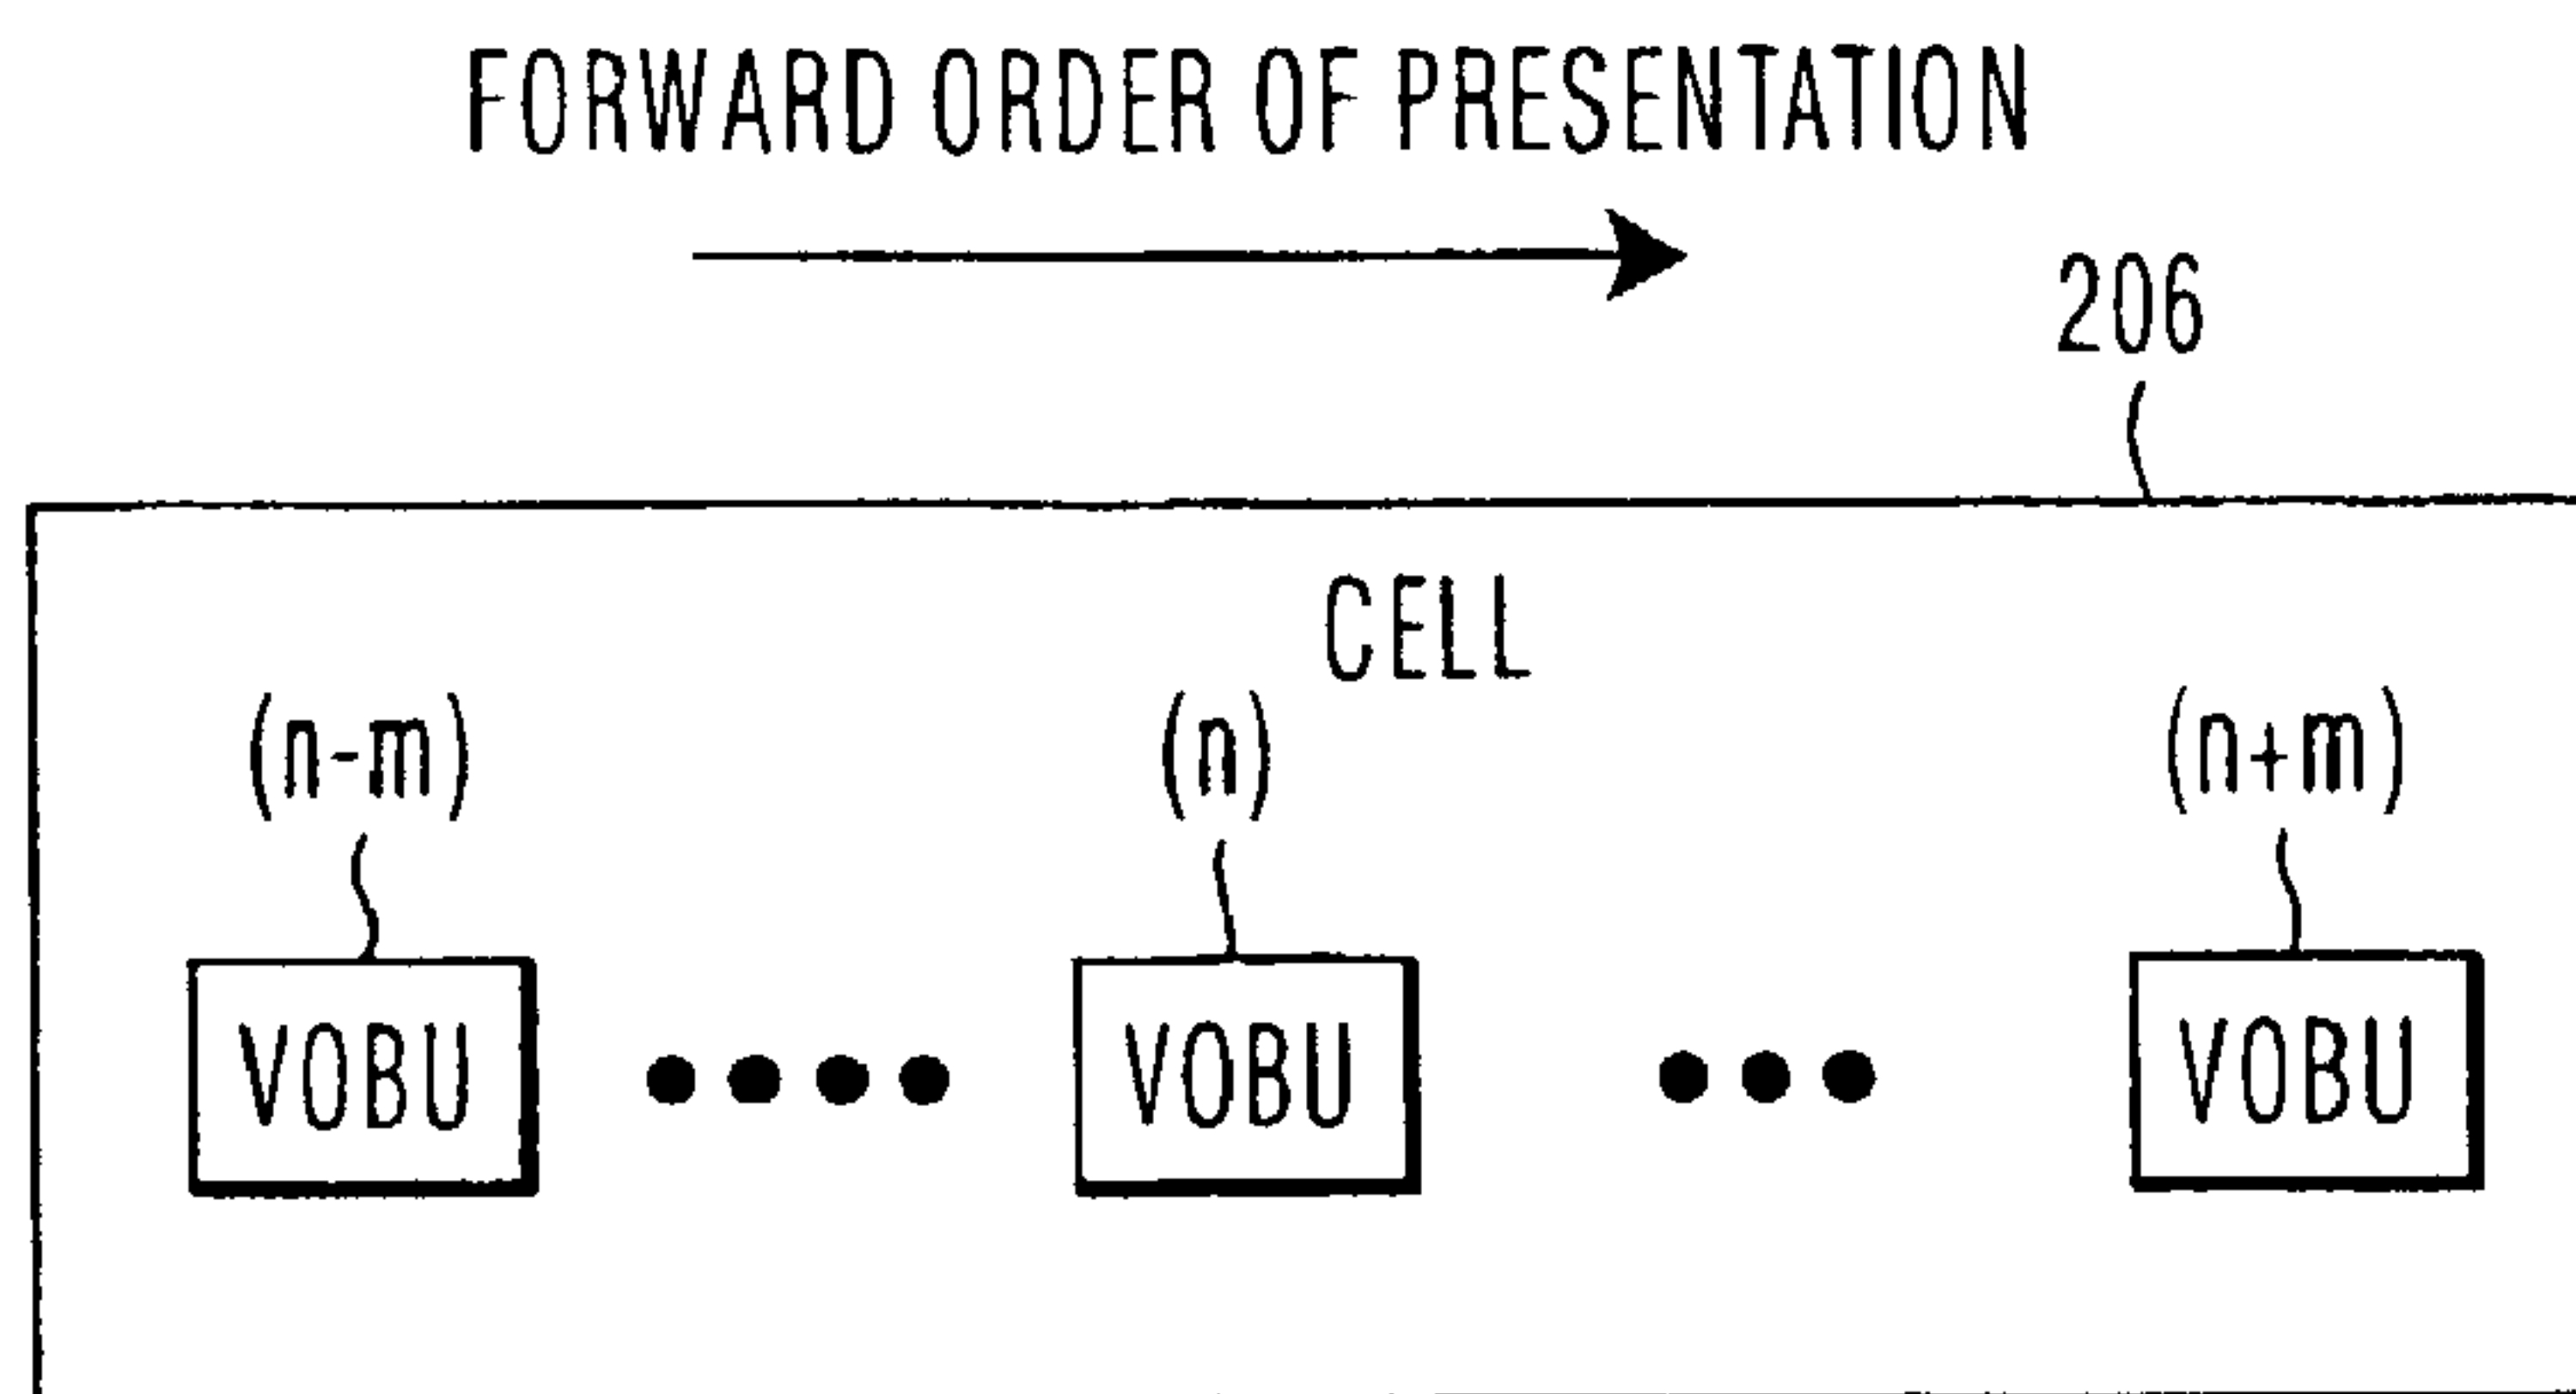 FORWARD ORDER OF PRESENTATION
206
CELL
(n-m) (n) (n+m)
VOBU VOBU VOBU